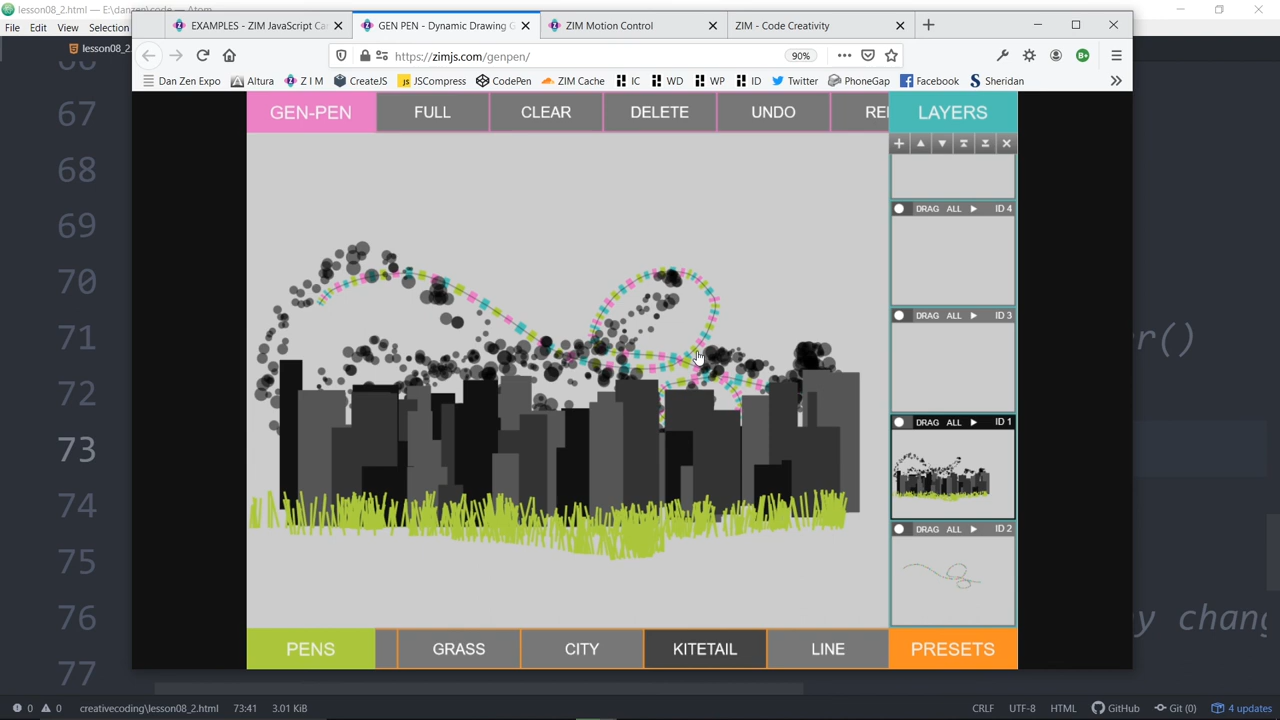 lesson08_2.html — E:\danzen\code\... — Atom
File Edit View Selection
lesson08_2.
EXAMPLES - ZIM JavaScript Ca
GEN PEN - Dynamic Drawing
ZIM Motion Control
ZIM - Code Creativity
https://zimjs.com/genpen/
90%
Dan Zen Expo
Altura
Z I M
CreateJS
JSCompress
CodePen
ZIM Cache
IC
WD
WP
ID
Twitter
PhoneGap
Facebook
Sheridan
GEN-PEN
FULL
CLEAR
DELETE
UNDO
RE
LAYERS
DRAG ALL ID 4
DRAG ALL ID 3
DRAG ALL ID 1
DRAG ALL ID 2
PENS
GRASS
CITY
KITETAIL
LINE
PRESETS
67
68
69
70
71 r()
72
73
74
75
76 y chang
77
0 0 creativecoding\lesson08_2.html 73:41 3.01 KiB
CRLF UTF-8 HTML GitHub Git (0) 4 updates